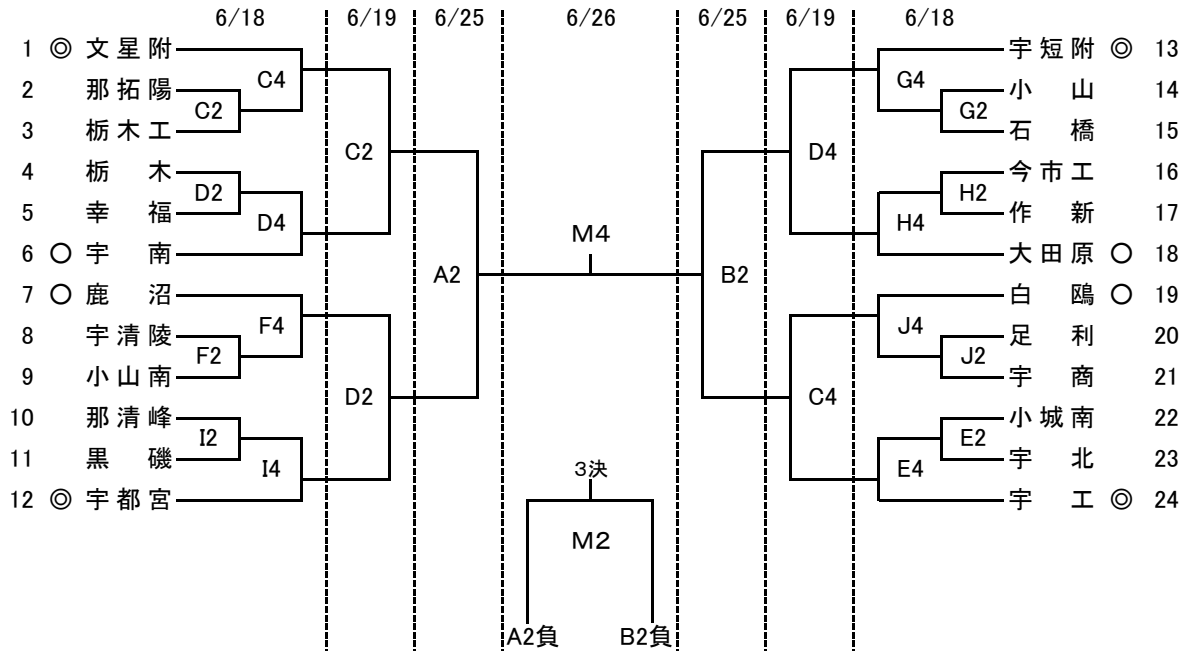 6/18 6/19 6/25 6/26 6/25 6/19 6/18
1 ◎ 文星附 宇短附 ◎ 13
C4 G4
2 那拓陽 小山 14
C2 G2
3 栃木工 石橋 15
C2 D4
4 栃木 今市工 16
D2 H2
5 幸福 作新 17
D4 H4
M4
6 ○ 宇南 大田原 ○ 18
A2 B2
7 ○ 鹿沼 白鴎 ○ 19
F4 J4
8 宇清陵 足利 20
F2 J2
9 小山南 宇商 21
D2 C4
10 那清峰 小城南 22
I2 E2
11 黒磯 宇北 23
I4 3決 E4
12 ◎ 宇都宮 宇工 ◎ 24
M2
A2負 B2負